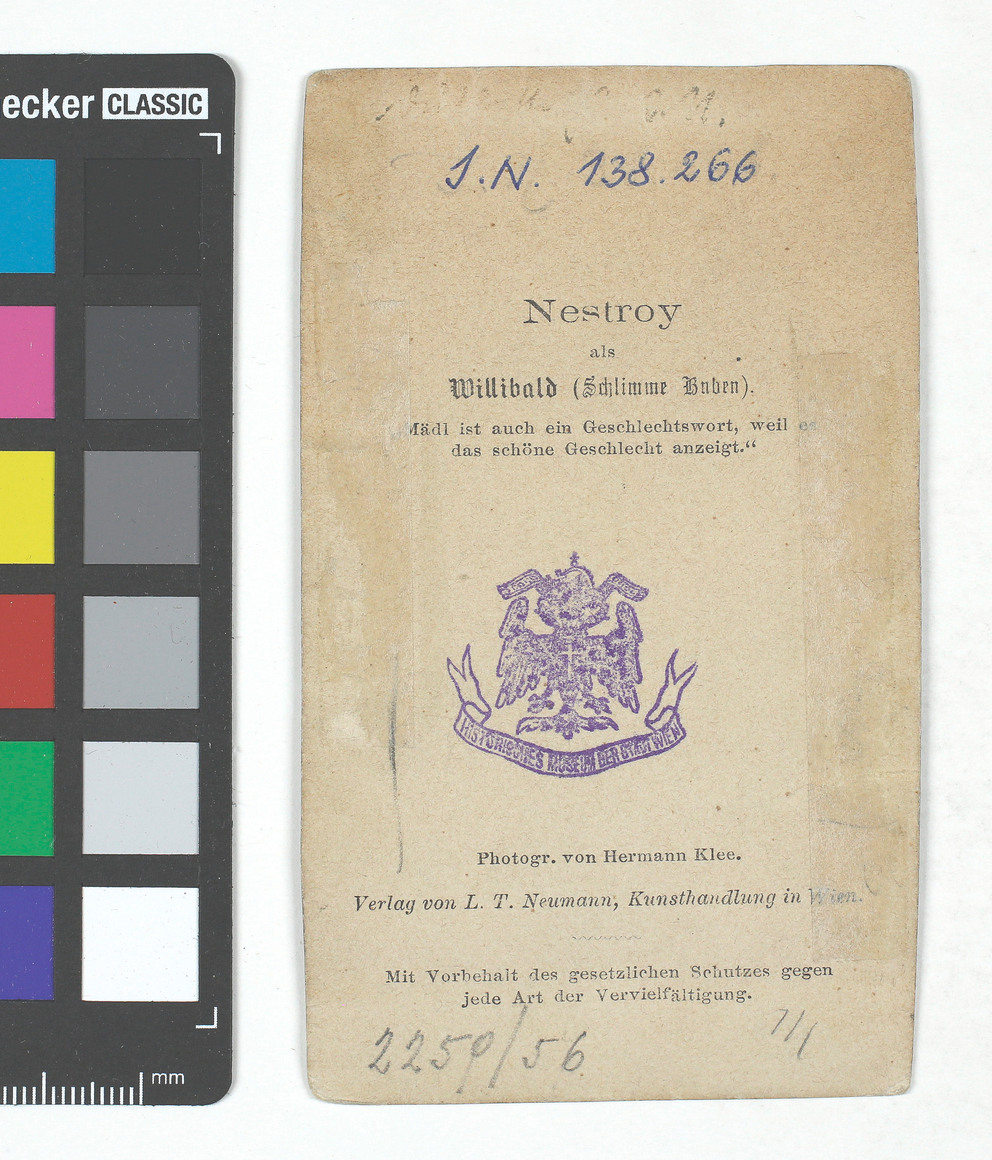 ecker CLASSIC
J.N. 138.266
Nestroy
als
Willibald (Schlimme Buben).
Mädl ist auch ein Geschlechtswort, weil es
das schöne Geschlecht anzeigt.“
HISTORISCHES MUSEUM DER STADT WIEN
Photogr. von Hermann Klee.
Verlag von L. T. Neumann, Kunsthandlung in Wien.
Mit Vorbehalt des gesetzlichen Schutzes gegen
jede Art der Vervielfältigung.
2259/56
7/1
mm